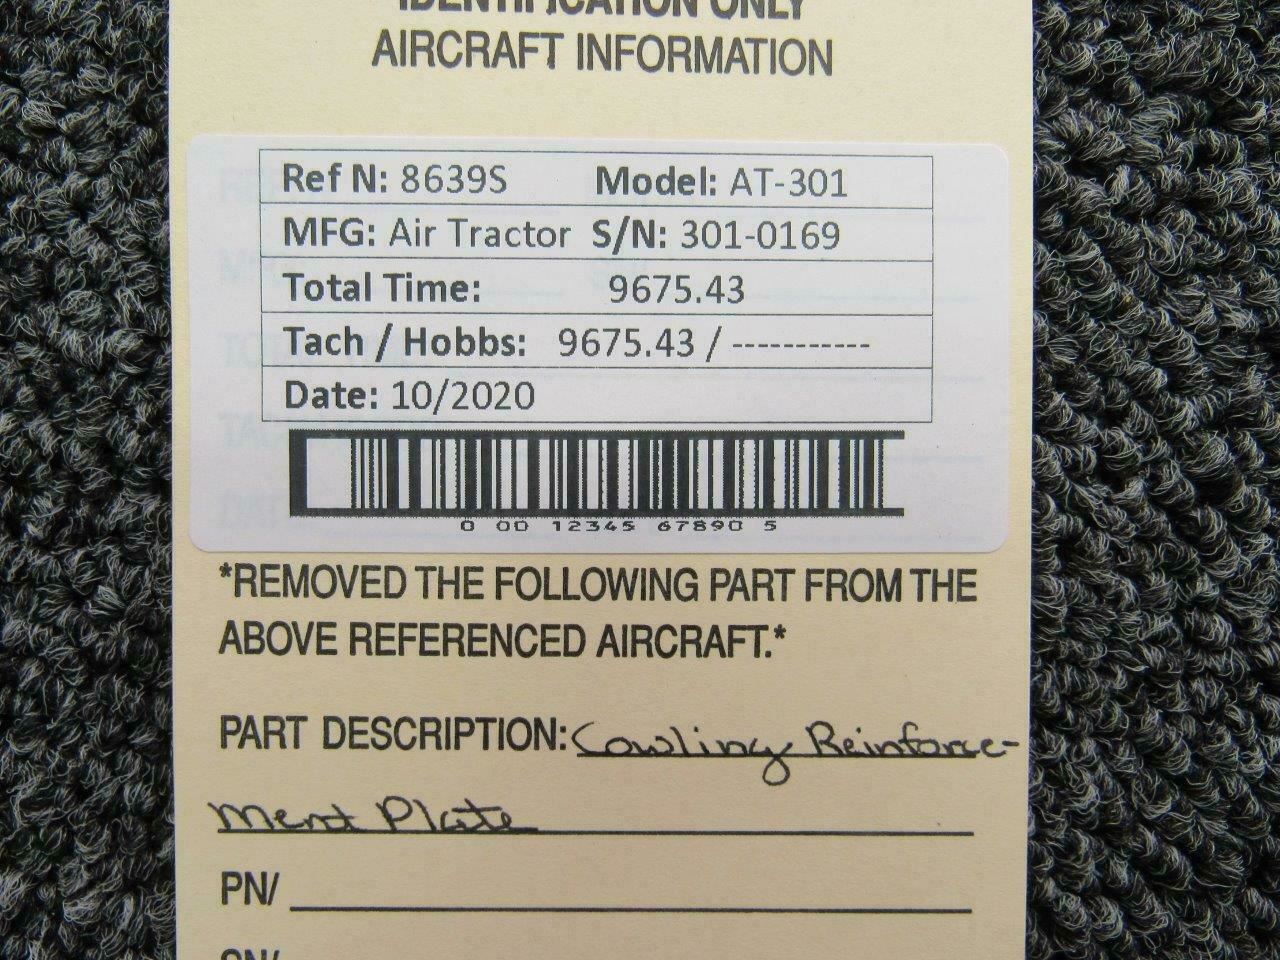 IDENTIFICATION ONLY
AIRCRAFT INFORMATION
Ref N: 8639S Model: AT-301
MFG: Air Tractor S/N: 301-0169
Total Time: 9675.43
Tach / Hobbs: 9675.43 / -----------
Date: 10/2020
0 00 12345 67890 5
*REMOVED THE FOLLOWING PART FROM THE
ABOVE REFERENCED AIRCRAFT.*
PART DESCRIPTION: Cowling Reinforce-
ment Plate
PN/